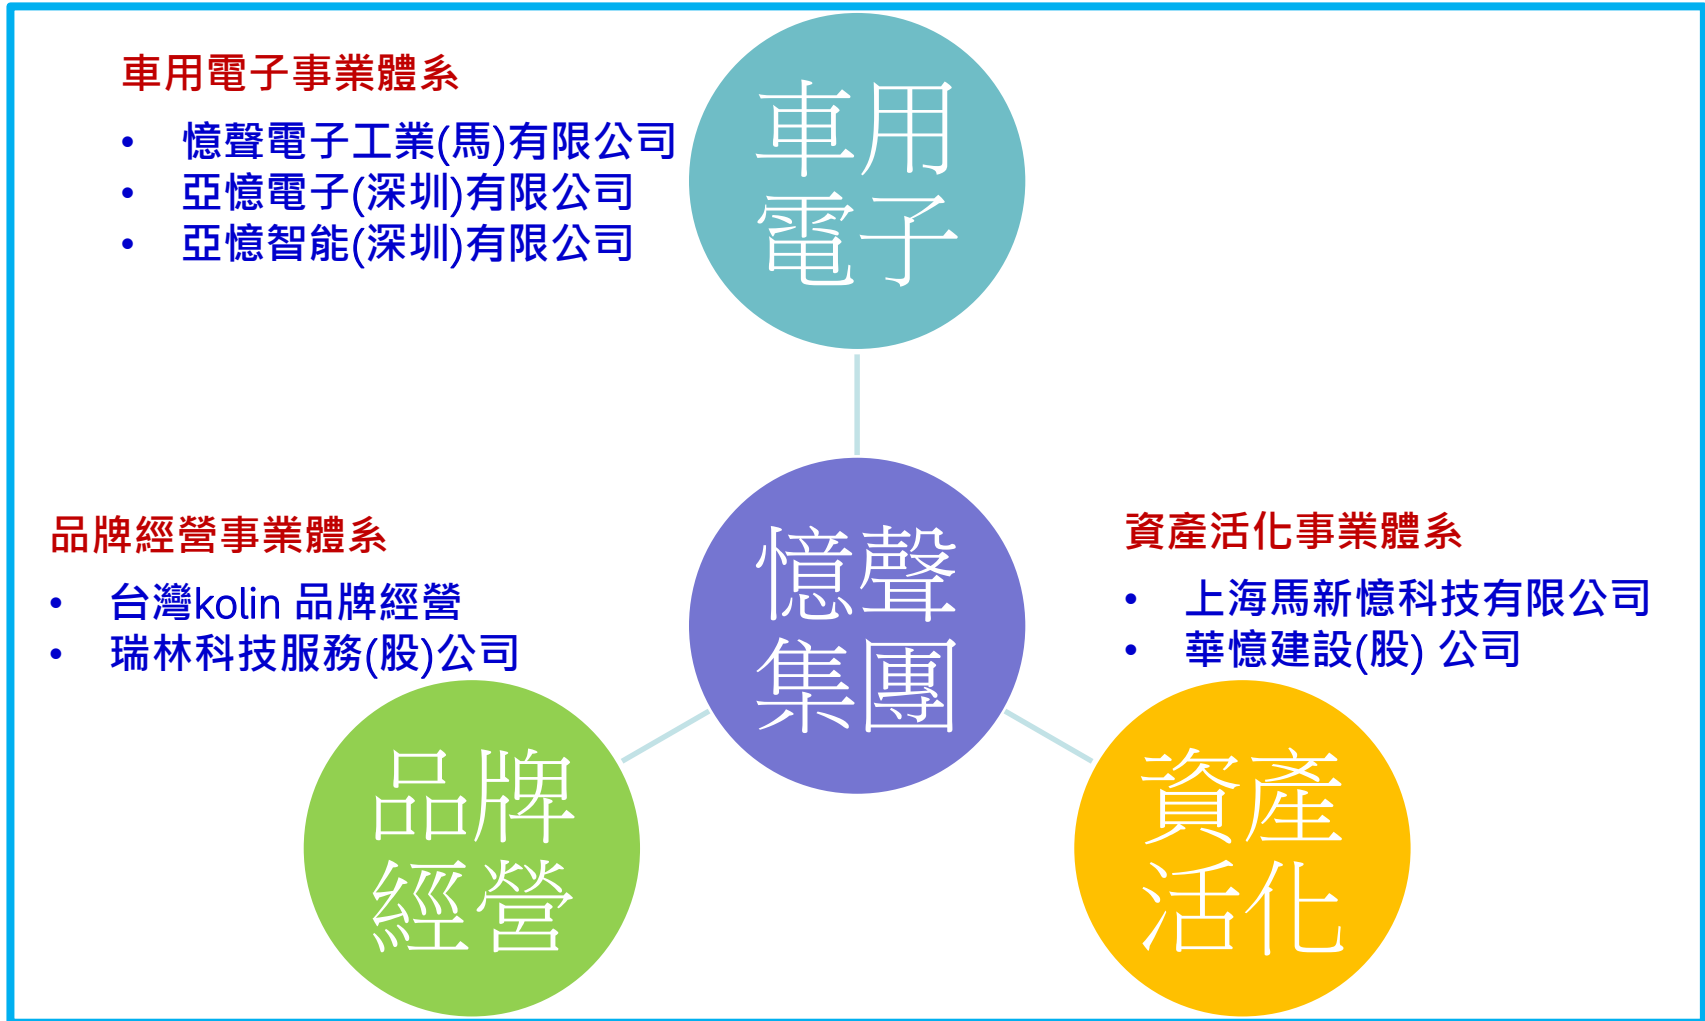 車用電子事業體系
• 憶聲電子工業(馬)有限公司
• 亞憶電子(深圳)有限公司
• 亞憶智能(深圳)有限公司
車用
電子
品牌經營事業體系
• 台灣kolin 品牌經營
• 瑞林科技服務(股)公司
憶聲
集團
資產活化事業體系
• 上海馬新憶科技有限公司
• 華憶建設(股) 公司
品牌
經營
資產
活化